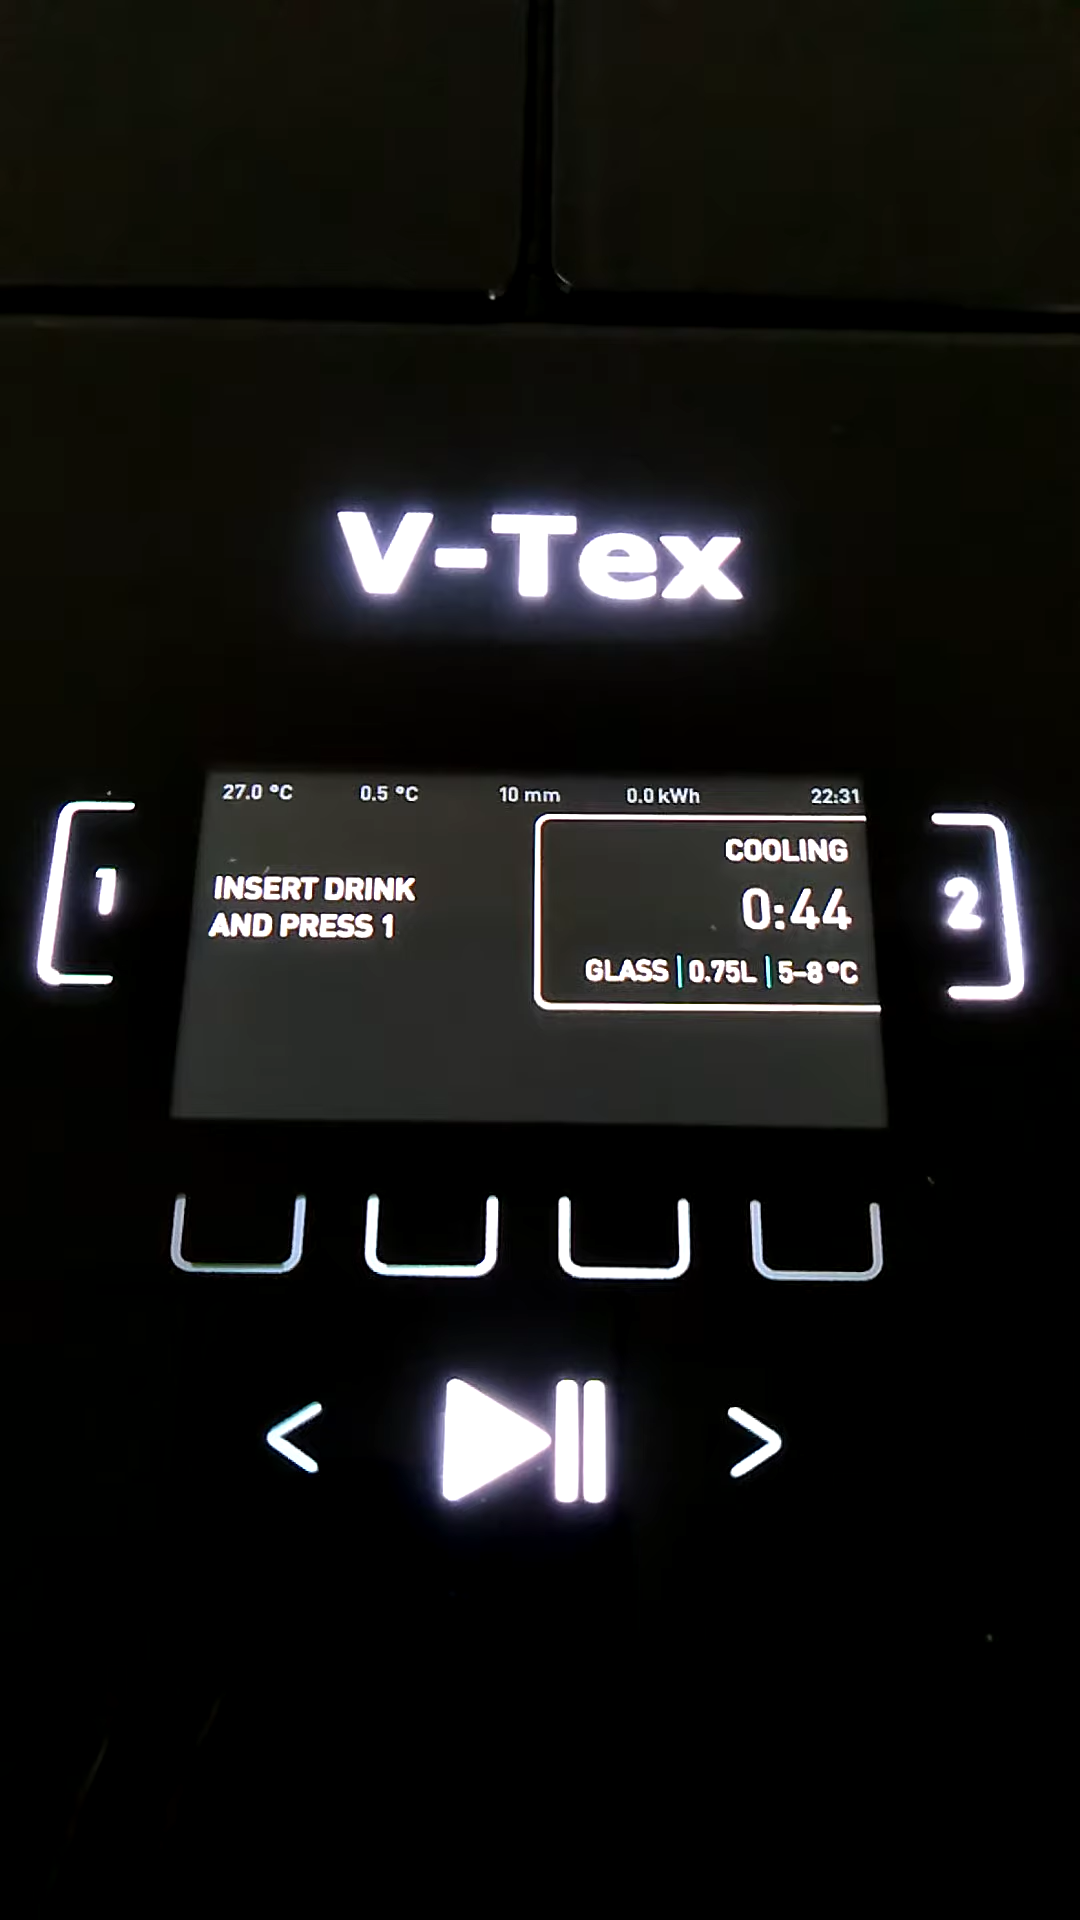 V-Tex
27.0 °C 0.5 °C 10 mm 0.0 kWh 22:31
1
INSERT DRINK
AND PRESS 1
COOLING
0:44
GLASS | 0.75L | 5–8 °C
2